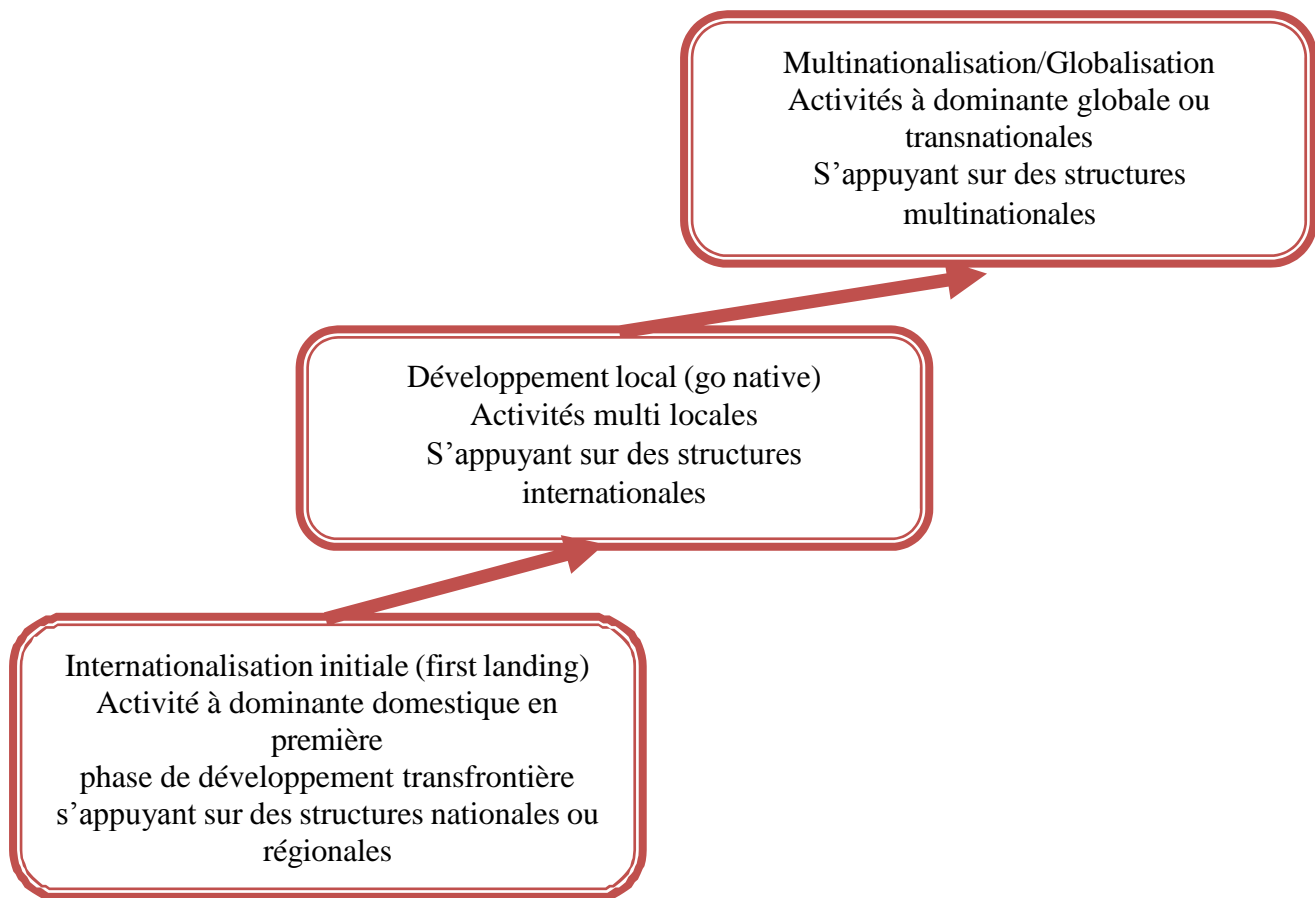 Multinationalisation/Globalisation
Activités à dominante globale ou
transnationales
S’appuyant sur des structures
multinationales
Développement local (go native)
Activités multi locales
S’appuyant sur des structures
internationales
Internationalisation initiale (first landing)
Activité à dominante domestique en
première
phase de développement transfrontière
s’appuyant sur des structures nationales ou
régionales